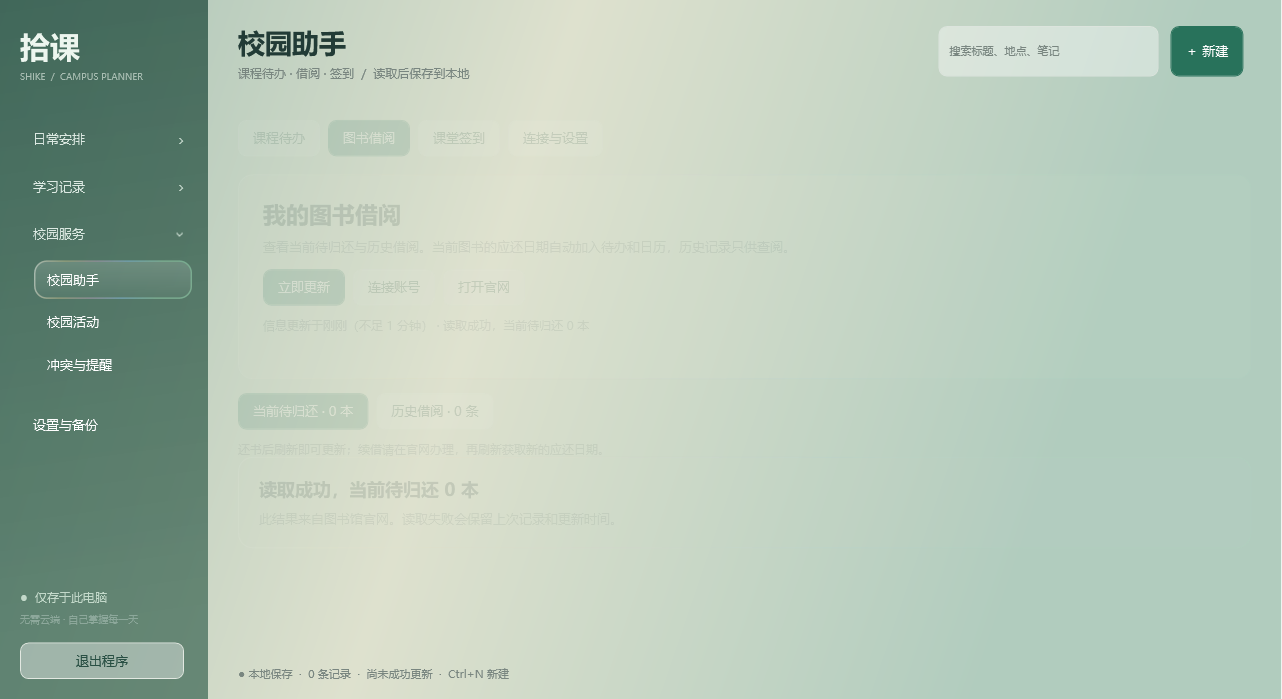 拾课
SHIKE / CAMPUS PLANNER
日常安排
学习记录
校园服务
校园助手
校园活动
冲突与提醒
设置与备份
仅存于此电脑
无需云端 · 自己掌握每一天
退出程序
校园助手
课程待办 · 借阅 · 签到 / 读取后保存到本地
搜索标题、地点、笔记
+ 新建
课程待办 图书借阅 课堂签到 连接与设置
我的图书借阅
查看当前待归还与历史借阅。当前图书的应还日期自动加入待办和日历，历史记录只供查阅。
立即更新 连接账号 打开官网
信息更新于刚刚（不足 1 分钟） · 读取成功，当前待归还 0 本
当前待归还 · 0 本 历史借阅 · 0 条
还书后刷新即可更新；续借请在官网办理，再刷新获取新的应还日期。
读取成功，当前待归还 0 本
此结果来自图书馆官网。读取失败会保留上次记录和更新时间。
● 本地保存 · 0 条记录 · 尚未成功更新 · Ctrl+N 新建